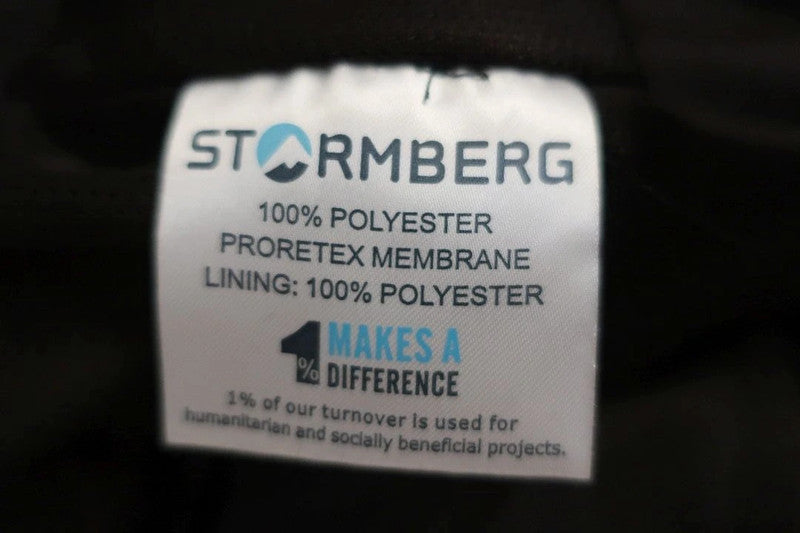 STORMBERG
100% POLYESTER
PRORETEX MEMBRANE
LINING: 100% POLYESTER
1% MAKES A
DIFFERENCE
1% of our turnover is used for
humanitarian and socially beneficial projects.